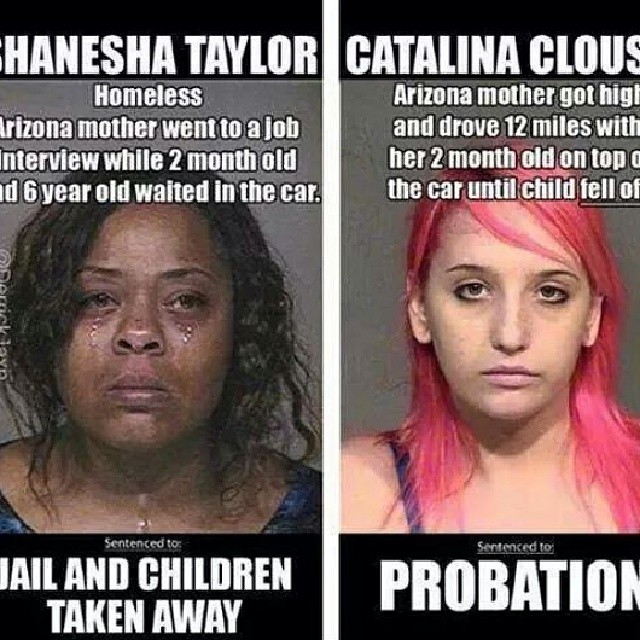 SHANESHA TAYLOR
Homeless
Arizona mother went to a job
interview while 2 month old
and 6 year old waited in the car.
Sentenced to:
JAIL AND CHILDREN
TAKEN AWAY
CATALINA CLOUS
Arizona mother got high
and drove 12 miles with
her 2 month old on top o
the car until child fell of
Sentenced to:
PROBATION